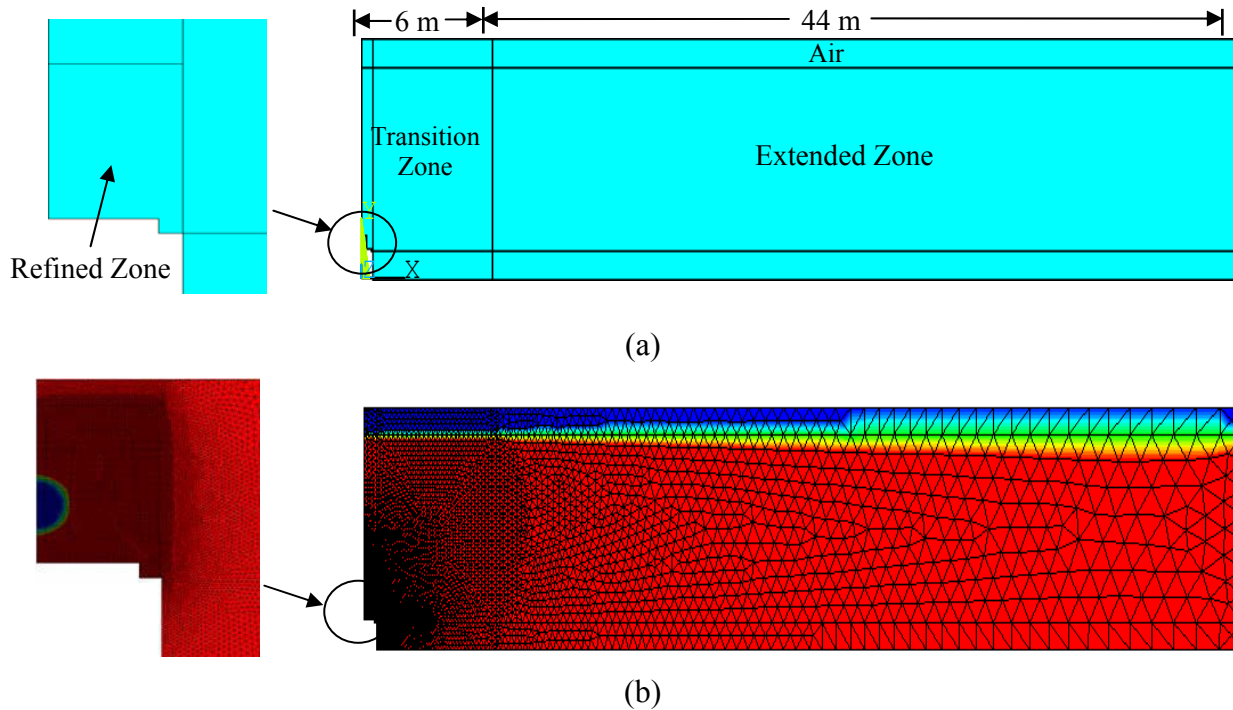 6 m
44 m
Air
Transition
Zone
Extended Zone
Refined Zone
Y
Z
X
(a)
(b)